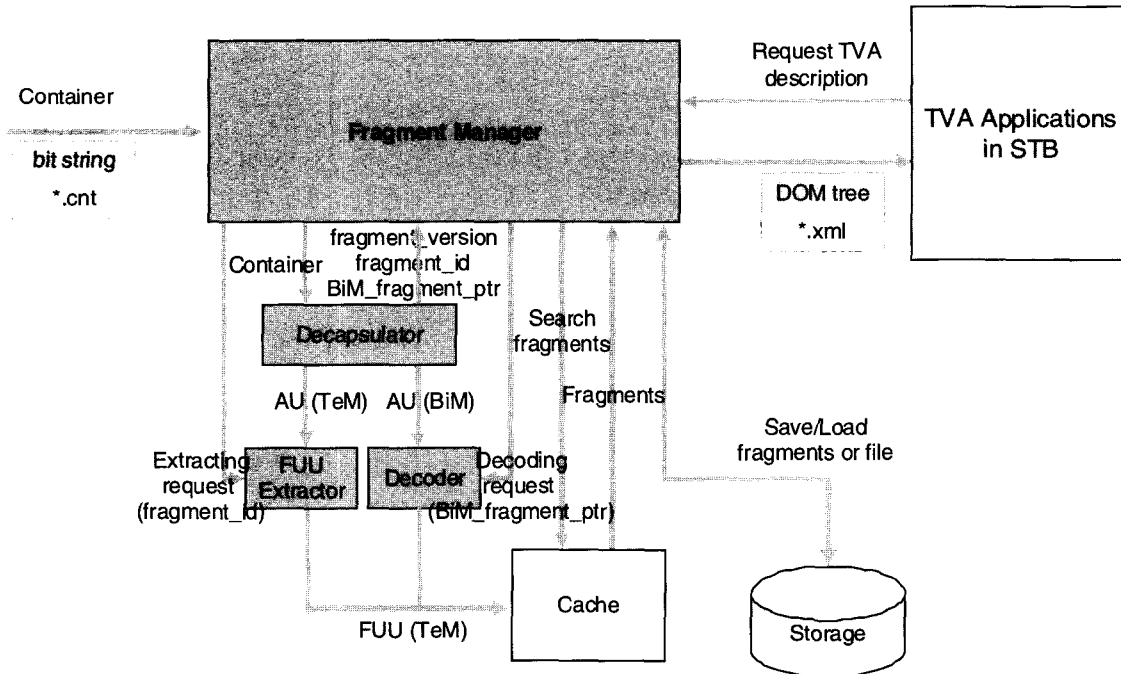 Request TVA
description
Container
Fragment Manager
TVA Applications
in STB
bit string
*.cnt
DOM tree
*.xml
fragment_version
fragment_id
BiM_fragment_ptr
Container
Decapsulator
Search
fragments
AU (TeM)
AU (BiM)
Fragments
Save/Load
fragments or file
Extracting
request
(fragment_id)
FUU
Extractor
Decoder
Decoding
request
(BiM_fragment_ptr)
Cache
FUU (TeM)
Storage